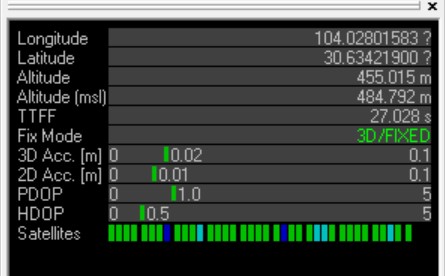 Longitude 104.02801583 ?
Latitude 30.63421900 ?
Altitude 455.015 m
Altitude (msl) 484.792 m
TTFF 27.028 s
Fix Mode 3D/FIXED
3D Acc. [m] 0 0.02 0.1
2D Acc. [m] 0 0.01 0.1
PDOP 0 1.0 5
HDOP 0 0.5 5
Satellites